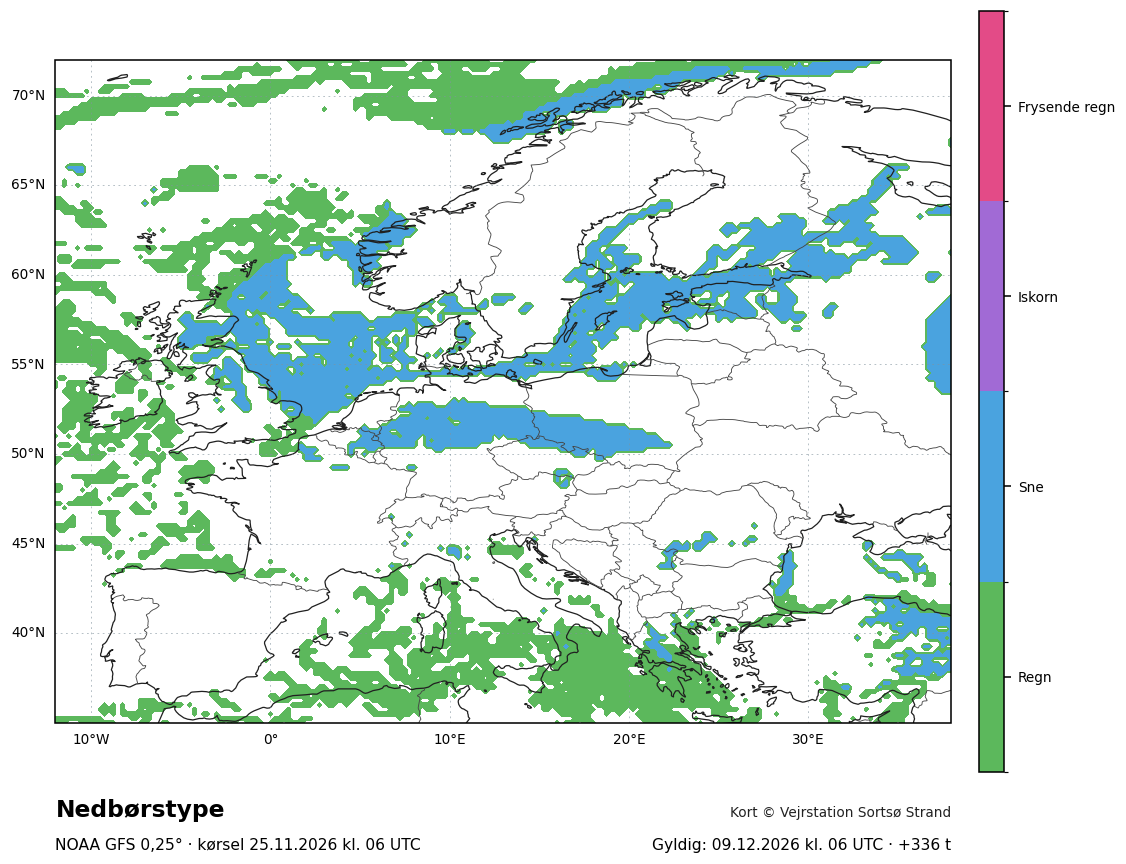 70°N
65°N
60°N
55°N
50°N
45°N
40°N
10°W
0°
10°E
20°E
30°E
Frysende regn
Iskorn
Sne
Regn
Nedbørstype
Kort © Vejrstation Sortsø Strand
NOAA GFS 0,25° · kørsel 25.11.2026 kl. 06 UTC
Gyldig: 09.12.2026 kl. 06 UTC · +336 t